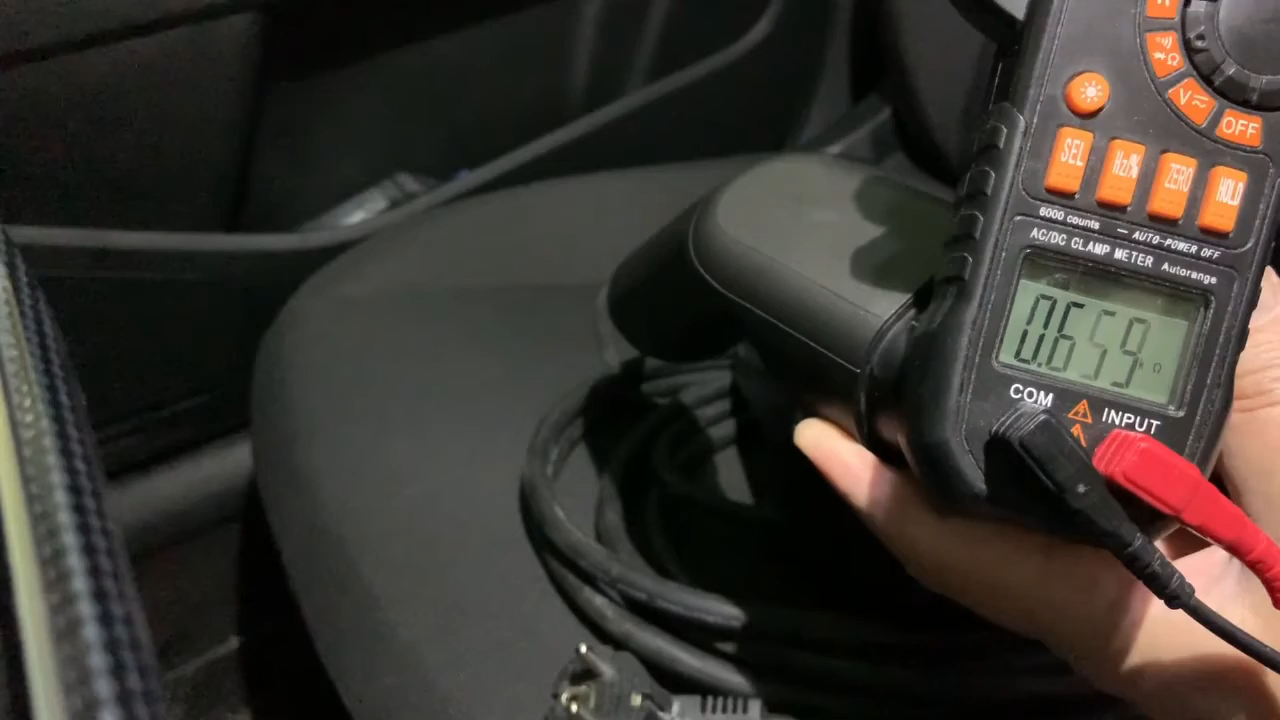 Ω
V
OFF
SEL
Hz/%
ZERO
HOLD
6000 counts
AUTO-POWER OFF
AC/DC CLAMP METER Autorange
0.659
kΩ
COM
INPUT